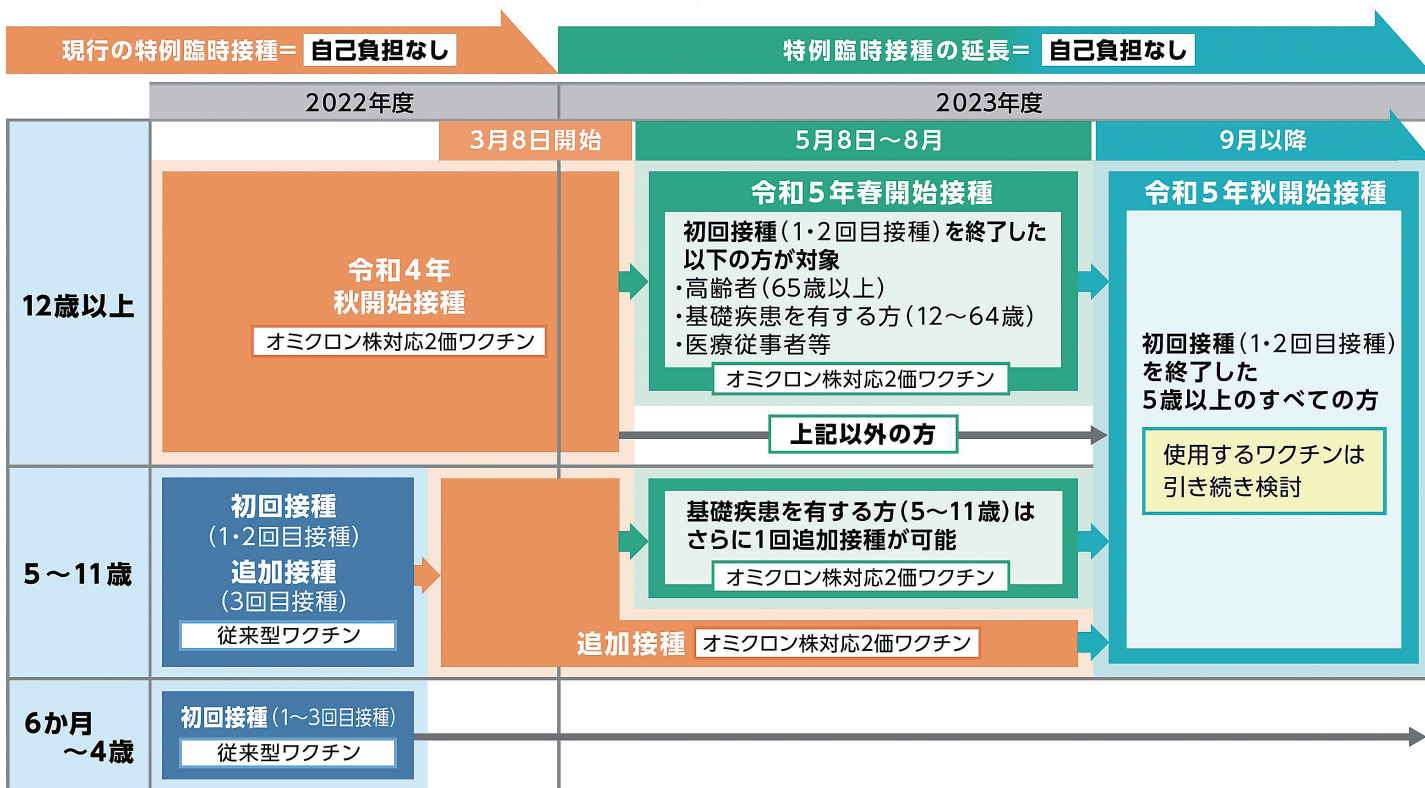 現行の特例臨時接種= 自己負担なし
特例臨時接種の延長= 自己負担なし
2022年度
2023年度
3月8日開始
5月8日～8月
9月以降
12歳以上
令和4年
秋開始接種
オミクロン株対応2価ワクチン
令和5年春開始接種
初回接種(1・2回目接種)を終了した
以下の方が対象
・高齢者(65歳以上)
・基礎疾患を有する方(12～64歳)
・医療従事者等
オミクロン株対応2価ワクチン
上記以外の方
令和5年秋開始接種
初回接種(1・2回目接種)
を終了した
5歳以上のすべての方
使用するワクチンは
引き続き検討
5～11歳
初回接種
(1・2回目接種)
追加接種
(3回目接種)
従来型ワクチン
基礎疾患を有する方(5～11歳)は
さらに1回追加接種が可能
オミクロン株対応2価ワクチン
追加接種 オミクロン株対応2価ワクチン
6か月
～4歳
初回接種(1～3回目接種)
従来型ワクチン